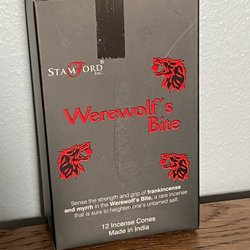 STAMFORD
INC.
Werewolf's
Bite
Sense the strength and grip of frankincense
and myrrh in the Werewolf's Bite, a rare incense
that is sure to heighten one's untamed self.
12 Incense Cones
Made in India